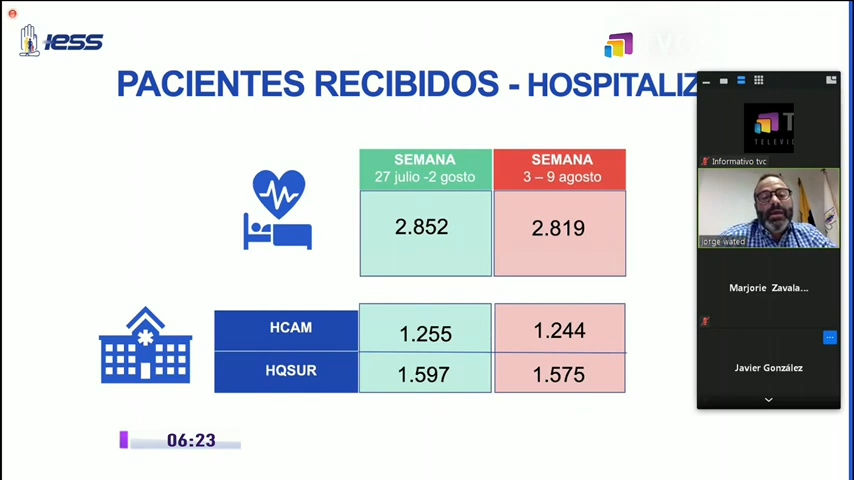 IESS
PACIENTES RECIBIDOS - HOSPITALIZ
SEMANA
27 julio -2 gosto
SEMANA
3 – 9 agosto
2.852
2.819
HCAM
1.255
1.244
HQSUR
1.597
1.575
06:23
Informativo tvc
jorge wated
Marjorie Zavala...
Javier González